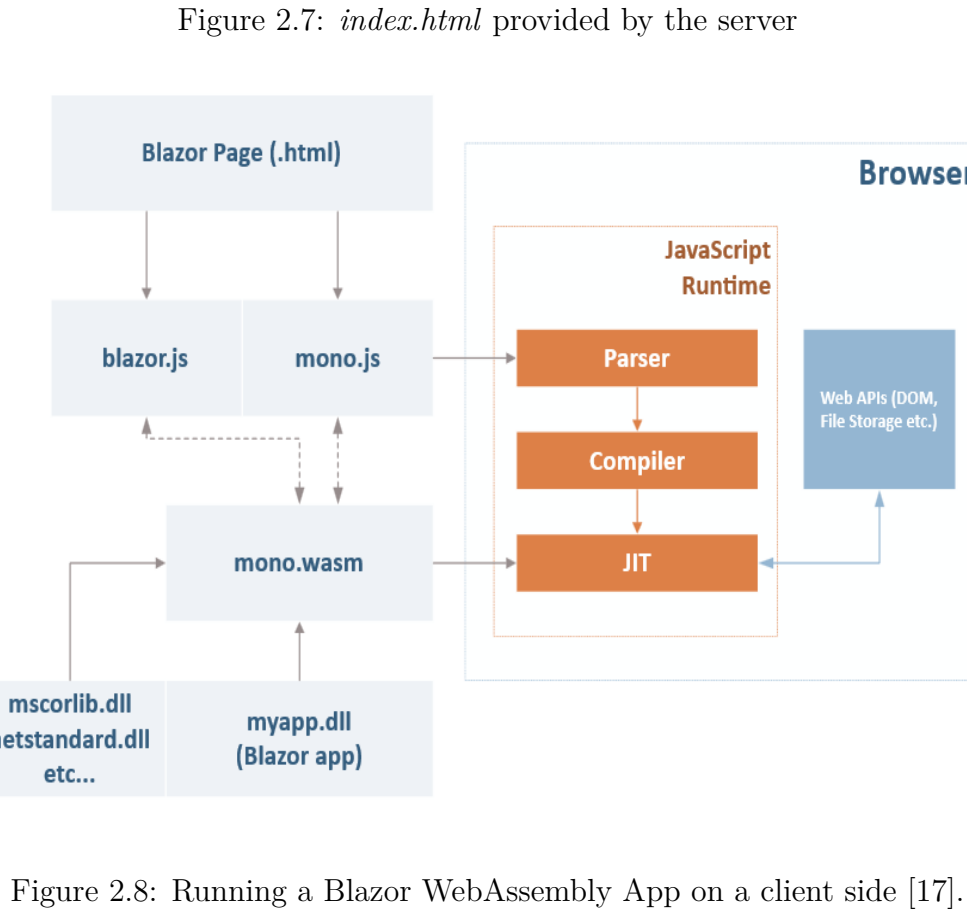 Figure 2.7: index.html provided by the server
Blazor Page (.html)
Browser
JavaScript
Runtime
blazor.js
mono.js
Parser
Web APIs (DOM,
File Storage etc.)
Compiler
mono.wasm
JIT
mscorlib.dll
netstandard.dll
etc...
myapp.dll
(Blazor app)
Figure 2.8: Running a Blazor WebAssembly App on a client side [17].